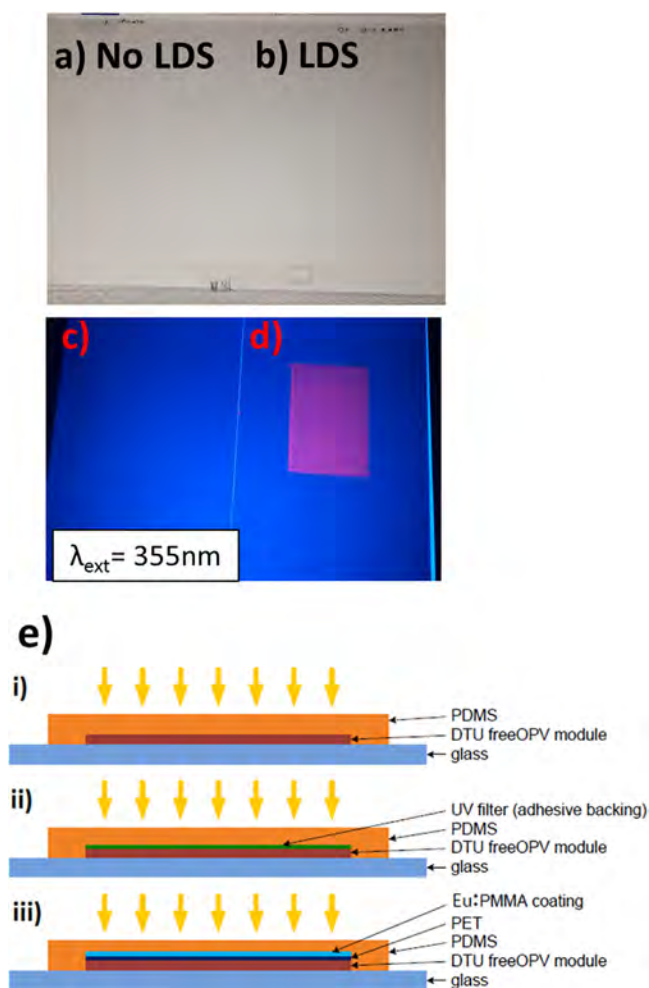 a) No LDS b) LDS
c) d)
λext= 355nm
e)
i)
PDMS
DTU freeOPV module
glass
ii)
UV filter (adhesive backing)
PDMS
DTU freeOPV module
glass
iii)
Eu:PMMA coating
PET
PDMS
DTU freeOPV module
glass